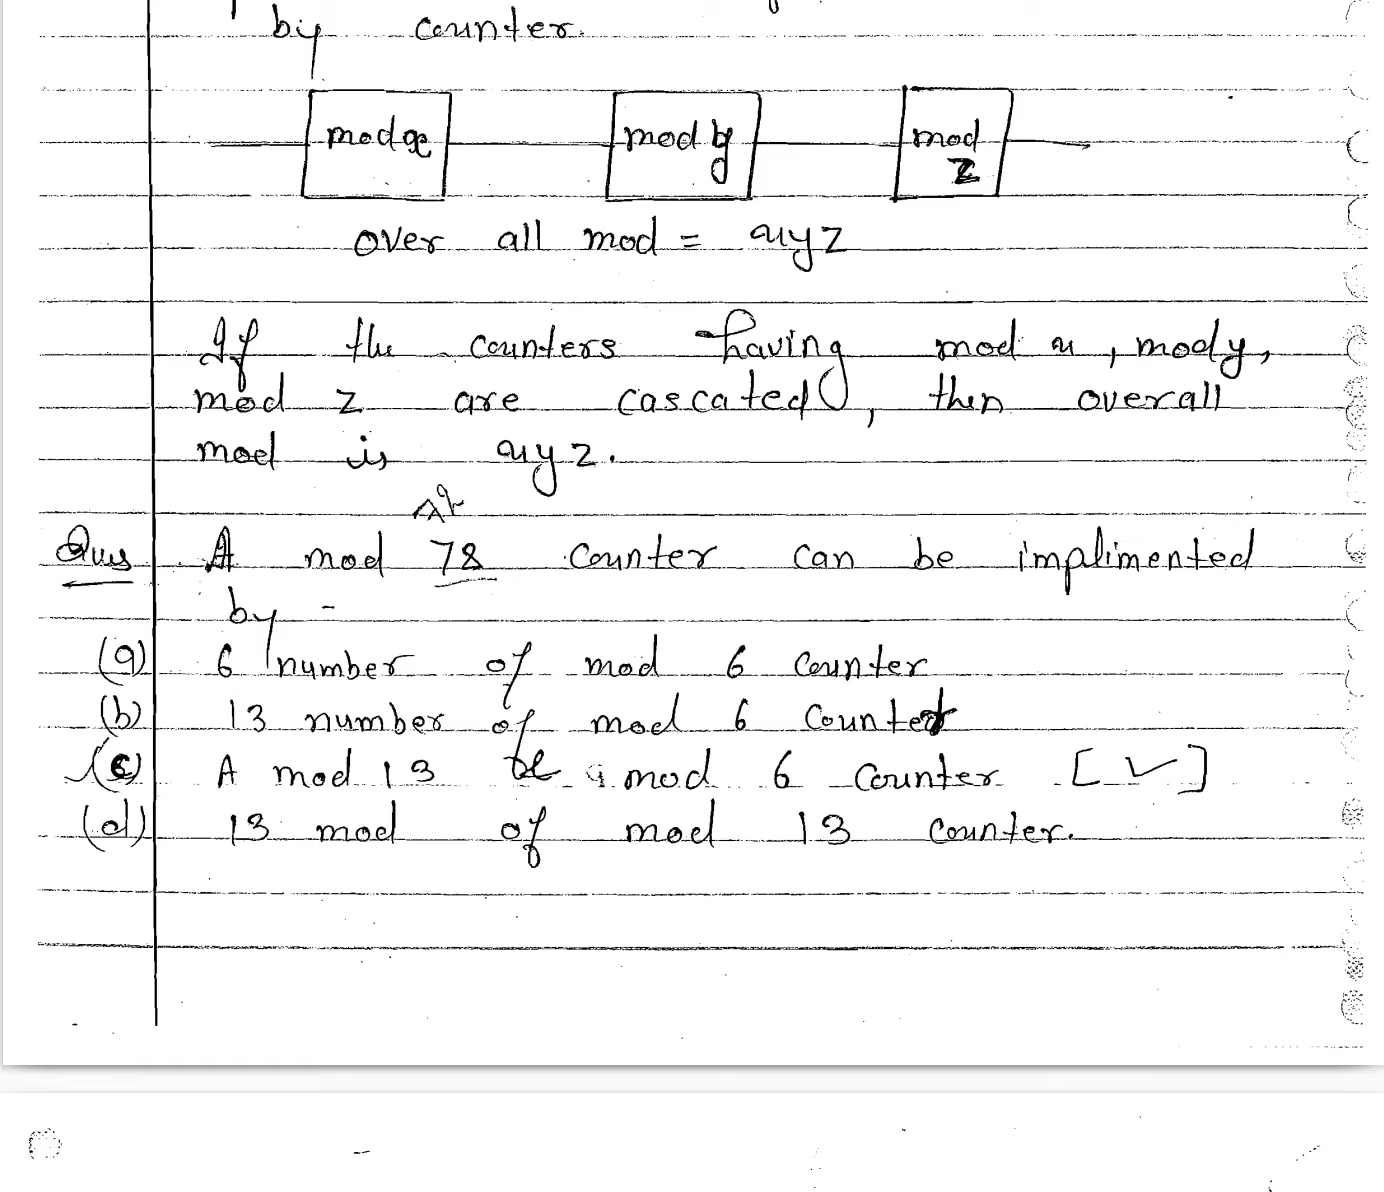 by counter.
mod x mod y mod z
over all mod = xyz
If the counters having mod x, mod y,
mod z are cascated, then overall
mod is xyz.
Ques A mod 78 counter can be implimented
by -
(a) 6 number of mod 6 counter
(b) 13 number of mod 6 counter
(c) A mod 13 mod 6 counter [✓]
(d) 13 mod of mod 13 counter.